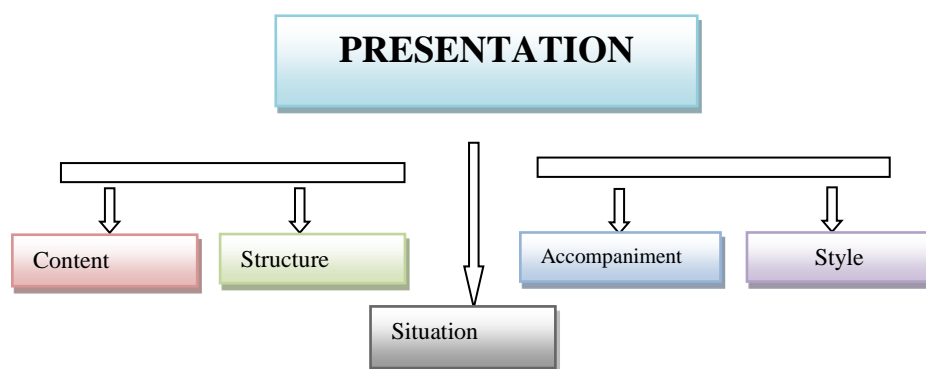 PRESENTATION
Content
Structure
Accompaniment
Style
Situation